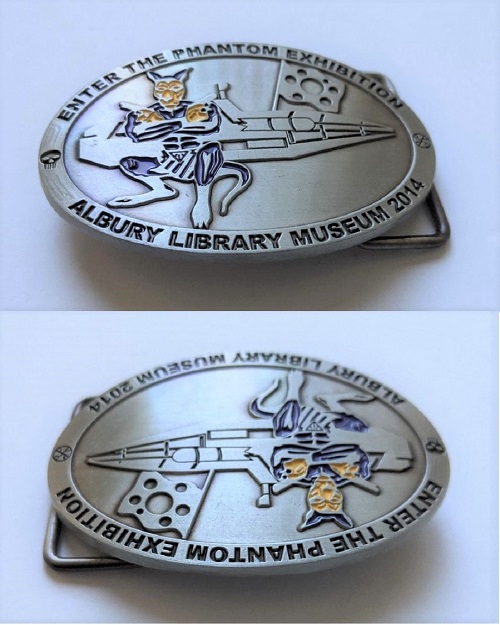 ENTER THE PHANTOM EXHIBITION
ALBURY LIBRARY MUSEUM 2014
ALBURY LIBRARY MUSEUM 2014
ENTER THE PHANTOM EXHIBITION